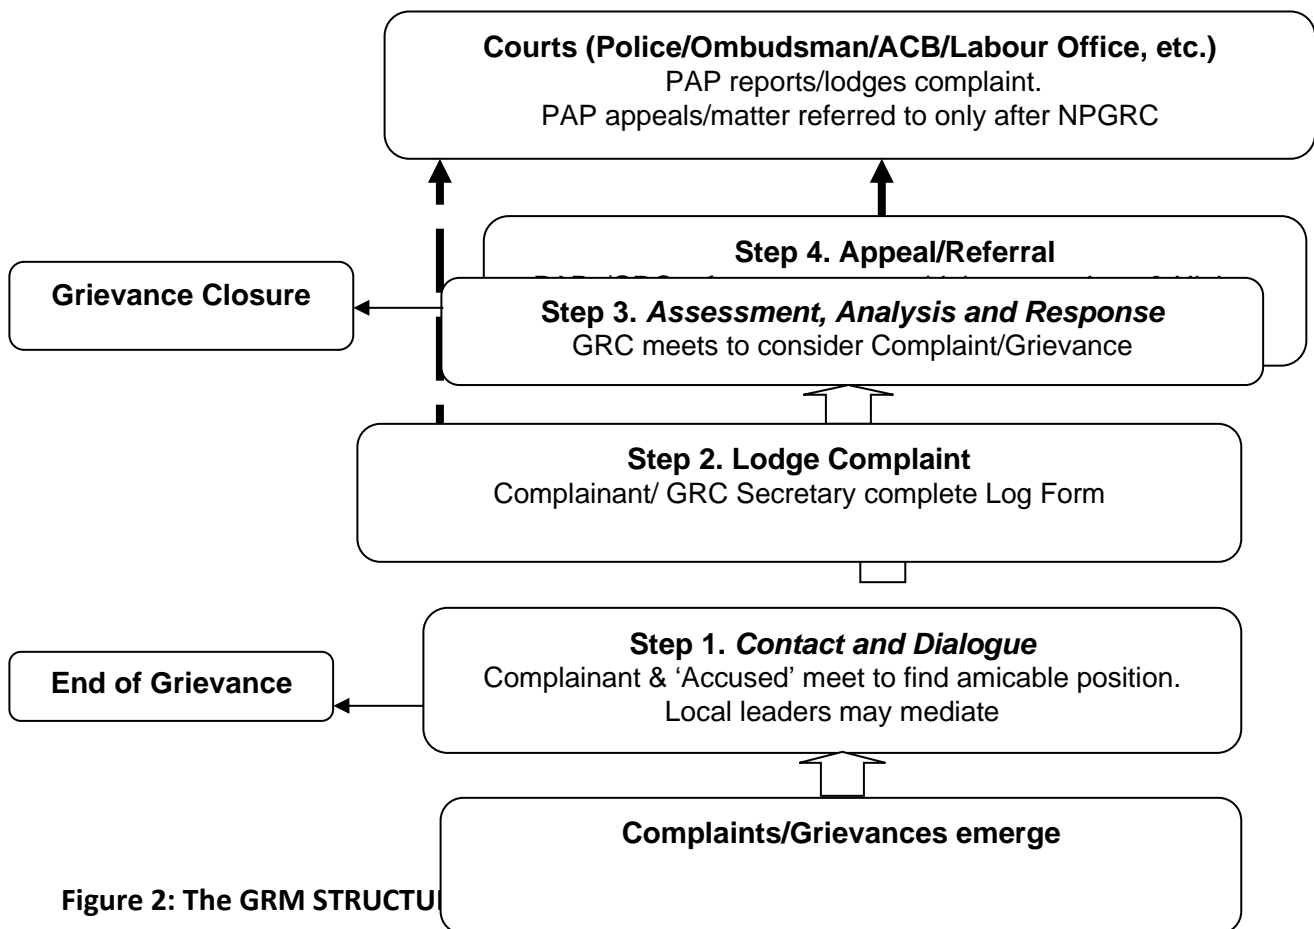 Courts (Police/Ombudsman/ACB/Labour Office, etc.)
PAP reports/lodges complaint.
PAP appeals/matter referred to only after NPGRC
Step 4. Appeal/Referral
Grievance Closure
Step 3. Assessment, Analysis and Response
GRC meets to consider Complaint/Grievance
Step 2. Lodge Complaint
Complainant/ GRC Secretary complete Log Form
Step 1. Contact and Dialogue
Complainant & ‘Accused’ meet to find amicable position.
Local leaders may mediate
End of Grievance
Complaints/Grievances emerge
Figure 2: The GRM